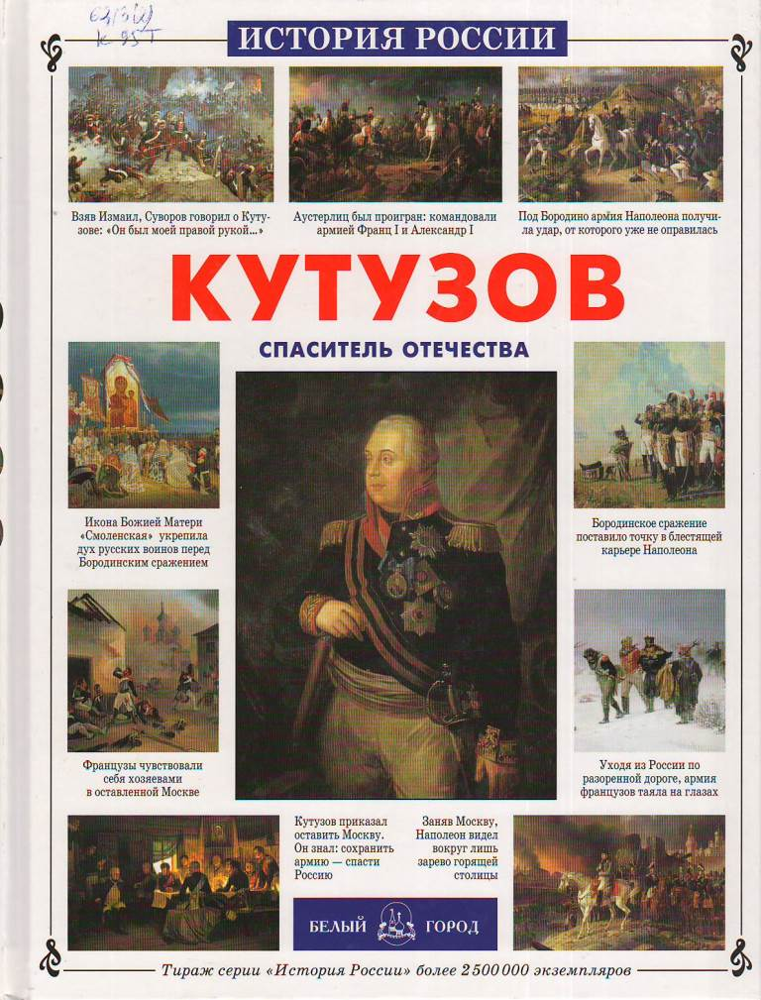 63.3(2)
К 95
ИСТОРИЯ РОССИИ
Взяв Измаил, Суворов говорил о Куту-
зове: «Он был моей правой рукой...»
Аустерлиц был проигран: командовали
армией Франц I и Александр I
Под Бородино армия Наполеона получи-
ла удар, от которого уже не оправилась
КУТУЗОВ
СПАСИТЕЛЬ ОТЕЧЕСТВА
Икона Божией Матери
«Смоленская» укрепила
дух русских воинов перед
Бородинским сражением
Бородинское сражение
поставило точку в блестящей
карьере Наполеона
Французы чувствовали
себя хозяевами
в оставленной Москве
Уходя из России по
разоренной дороге, армия
французов таяла на глазах
Кутузов приказал
оставить Москву.
Он знал: сохранить
армию — спасти
Россию
Заняв Москву,
Наполеон видел
вокруг лишь
зарево горящей
столицы
БЕЛЫЙ ГОРОД
Тираж серии «История России» более 2 500 000 экземпляров